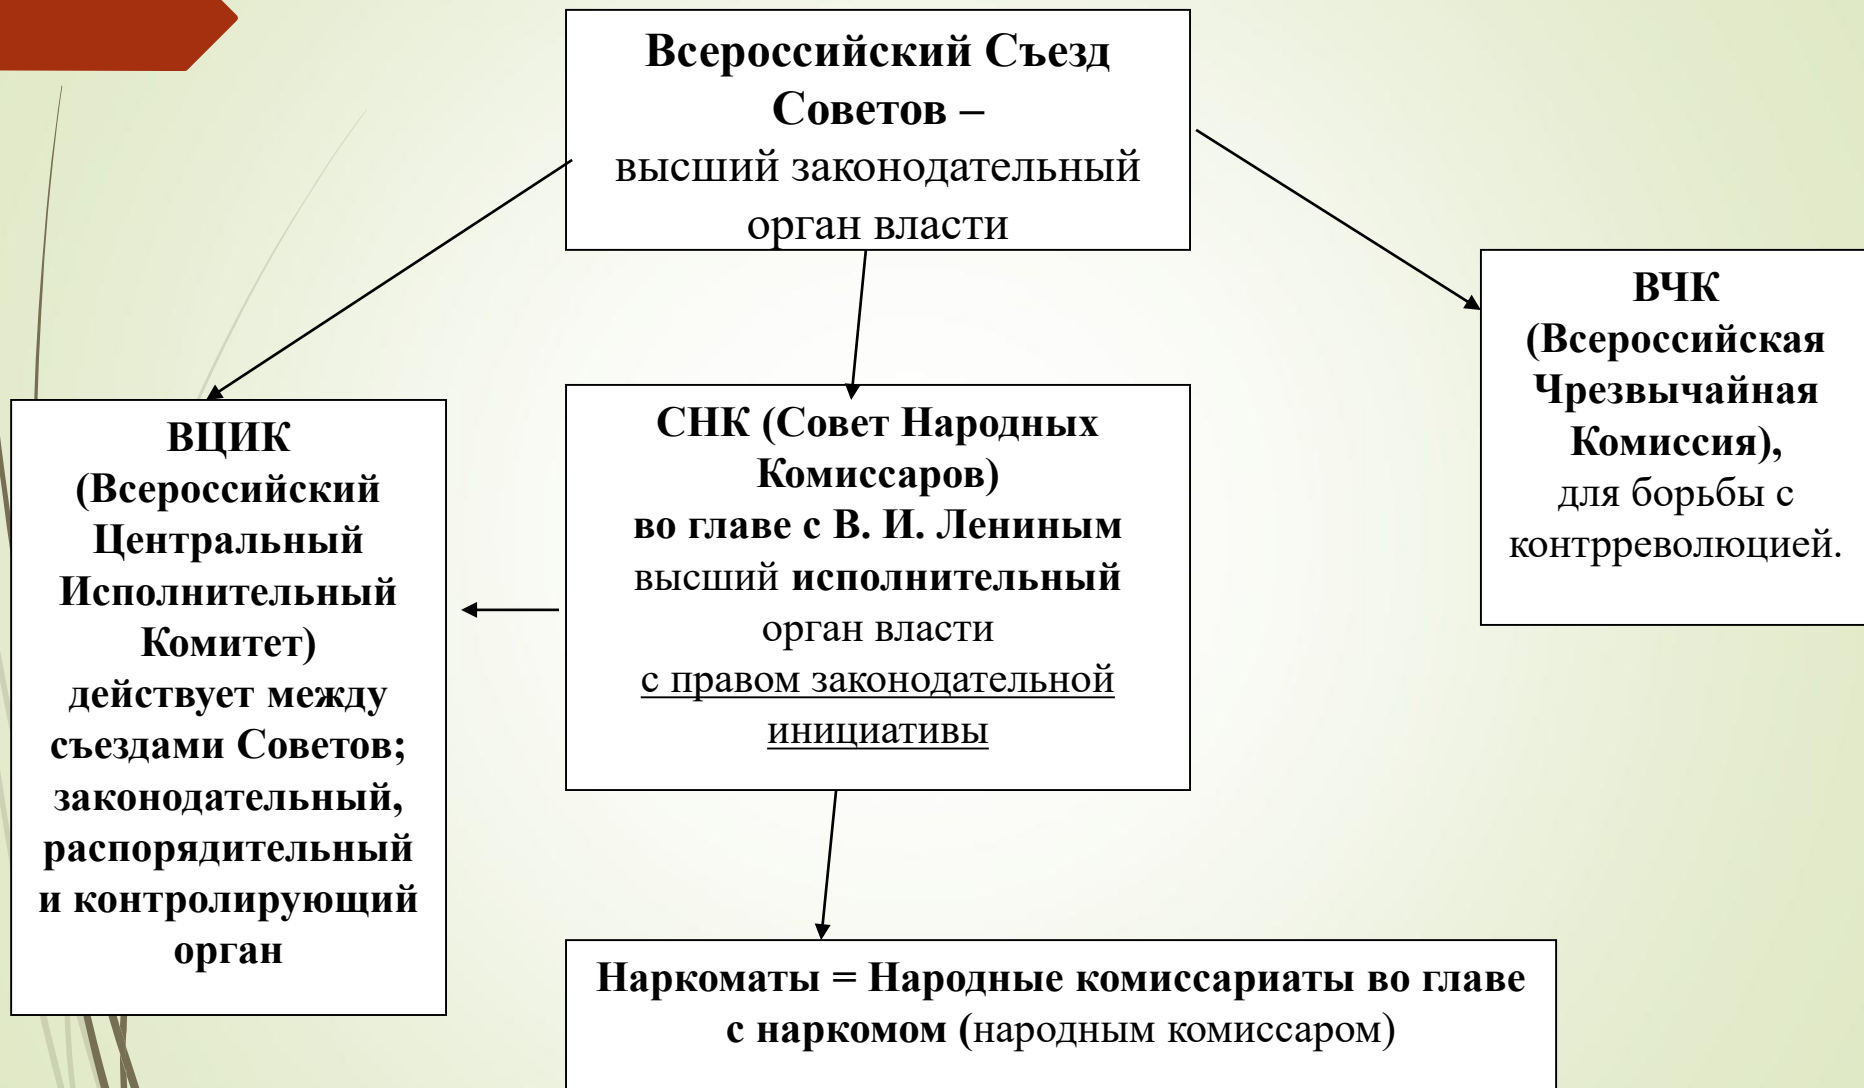 Всероссийский Съезд
Советов –
высший законодательный
орган власти
ВЦИК
(Всероссийский
Центральный
Исполнительный
Комитет)
действует между
съездами Советов;
законодательный,
распорядительный
и контролирующий
орган
СНК (Совет Народных
Комиссаров)
во главе с В. И. Лениным
высший исполнительный
орган власти
с правом законодательной
инициативы
ВЧК
(Всероссийская
Чрезвычайная
Комиссия),
для борьбы с
контрреволюцией.
Наркоматы = Народные комиссариаты во главе
с наркомом (народным комиссаром)